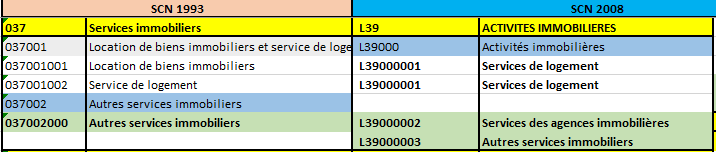 SCN 1993 SCN 2008
037 Services immobiliers L39 ACTIVITES IMMOBILIERES
037001 Location de biens immobiliers et service de loge L39000 Activités immobilières
037001001 Location de biens immobiliers L39000001 Services de logement
037001002 Service de logement L39000001 Services de logement
037002 Autres services immobiliers
037002000 Autres services immobiliers L39000002 Services des agences immobilières
L39000003 Autres services immobiliers